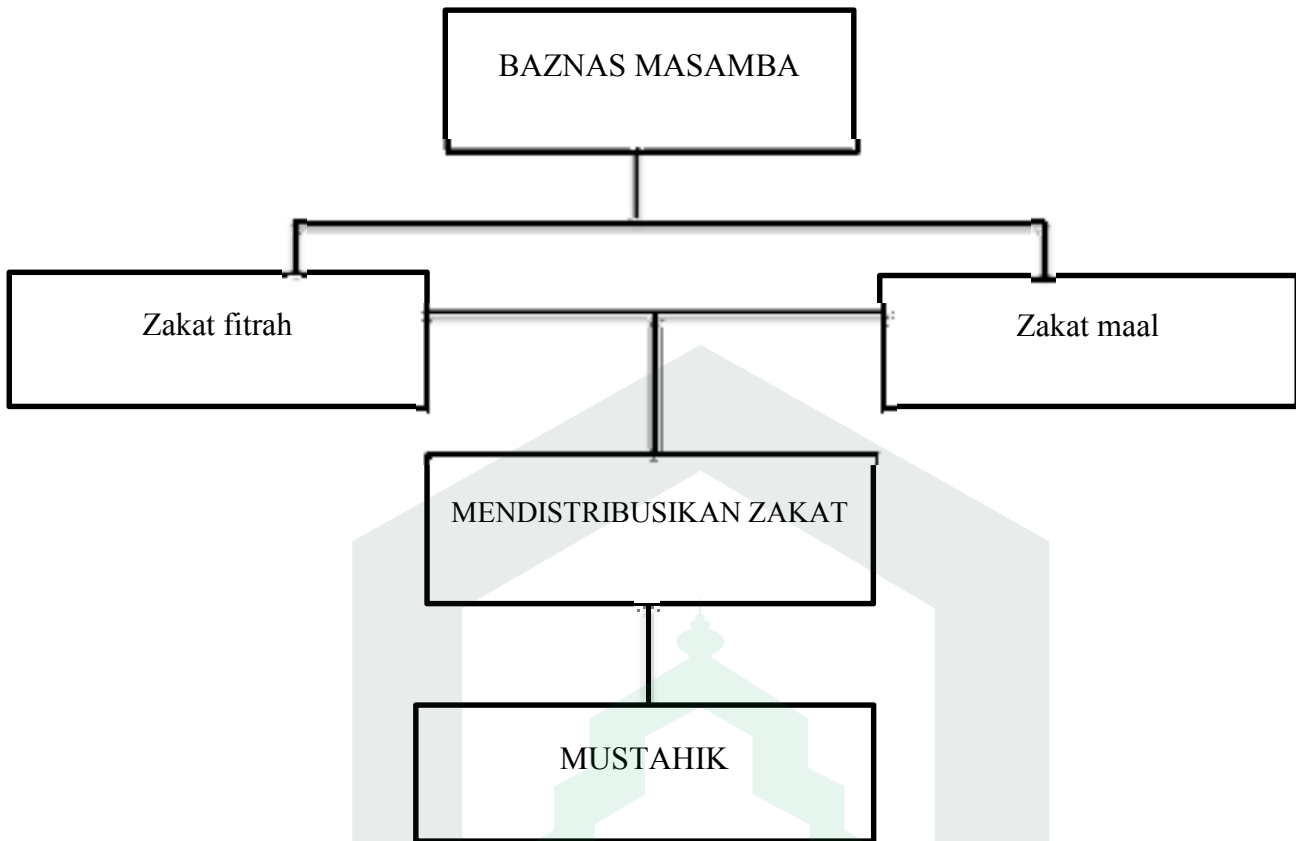 BAZNAS MASAMBA
Zakat fitrah
Zakat maal
MENDISTRIBUSIKAN ZAKAT
MUSTAHIK